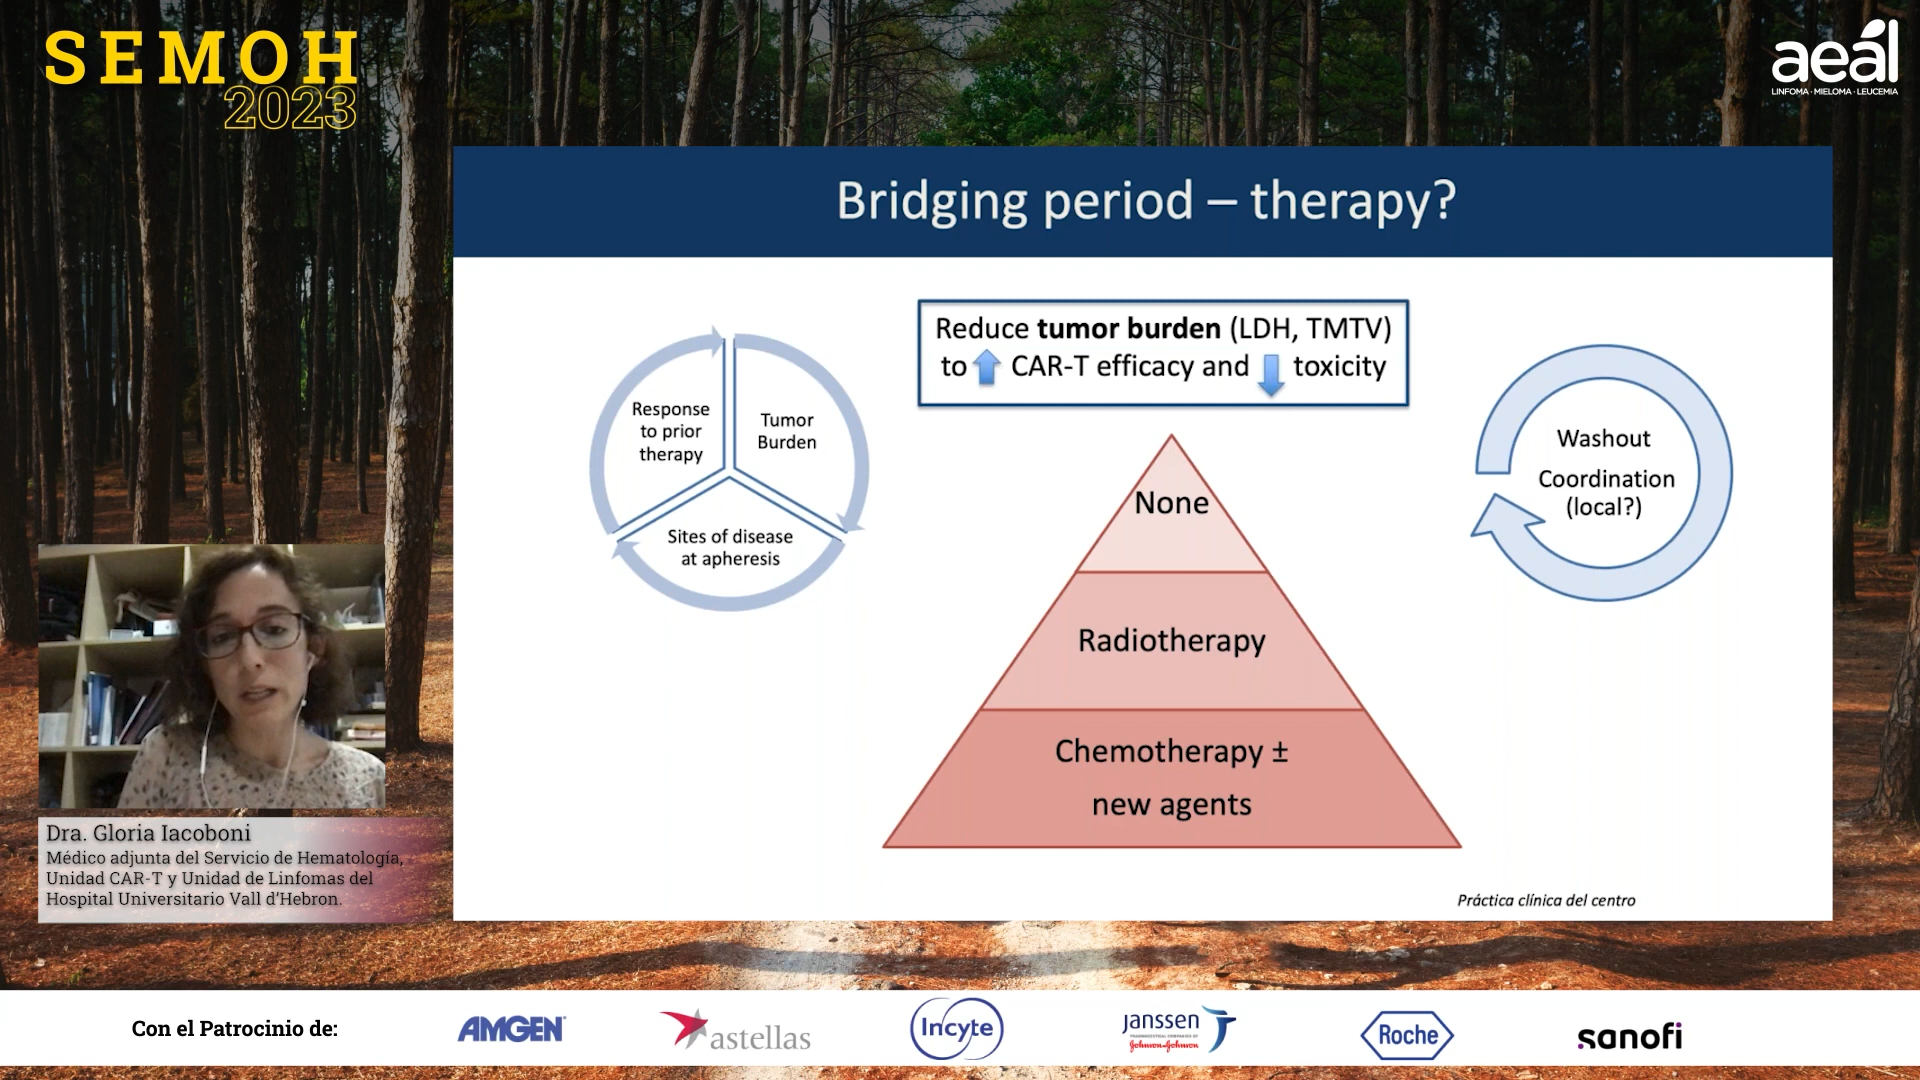 SEMOH
2023
aeál
LINFOMA · MIELOMA · LEUCEMIA
Bridging period – therapy?
Reduce tumor burden (LDH, TMTV)
to CAR-T efficacy and toxicity
Response
to prior
therapy
Tumor
Burden
Sites of disease
at apheresis
None
Radiotherapy
Chemotherapy ±
new agents
Washout
Coordination
(local?)
Práctica clínica del centro
Dra. Gloria Iacoboni
Médico adjunta del Servicio de Hematología,
Unidad CAR-T y Unidad de Linfomas del
Hospital Universitario Vall d’Hebron.
Con el Patrocinio de:
AMGEN
astellas
Incyte
janssen
Johnson & Johnson
Roche
sanofi